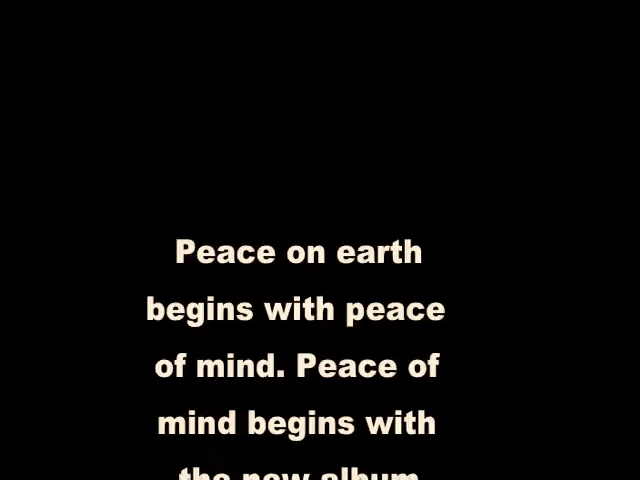 Peace on earth
begins with peace
of mind. Peace of
mind begins with
the new album